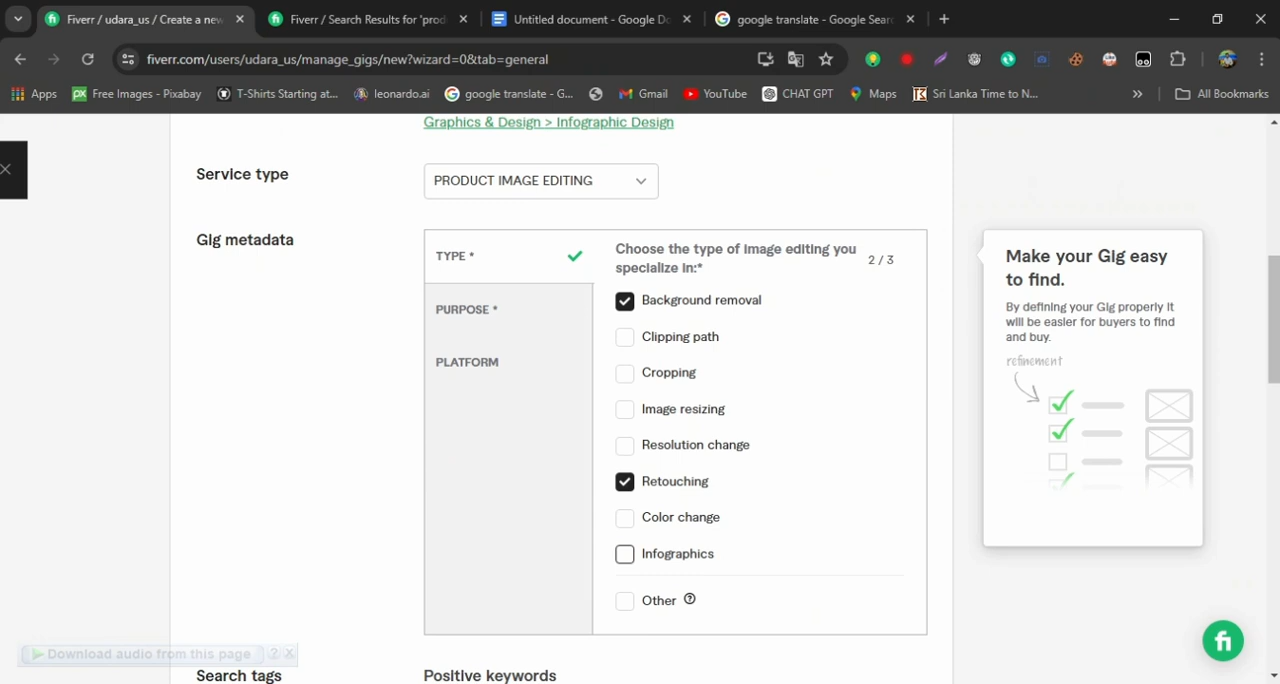 Fiverr / udara_us / Create a new
Fiverr / Search Results for 'prod
Untitled document - Google Do
google translate - Google Searc
fiverr.com/users/udara_us/manage_gigs/new?wizard=0&tab=general
Apps
Free Images - Pixabay
T-Shirts Starting at...
leonardo.ai
google translate - G...
Gmail
YouTube
CHAT GPT
Maps
Sri Lanka Time to N...
»
All Bookmarks
Graphics & Design > Infographic Design
Service type
PRODUCT IMAGE EDITING
Gig metadata
TYPE *
PURPOSE *
PLATFORM
Choose the type of image editing you
specialize in:*
2 / 3
Background removal
Clipping path
Cropping
Image resizing
Resolution change
Retouching
Color change
Infographics
Other
Make your Gig easy
to find.
By defining your Gig properly it
will be easier for buyers to find
and buy.
refinement
fi
Download audio from this page ? X
Search tags
Positive keywords